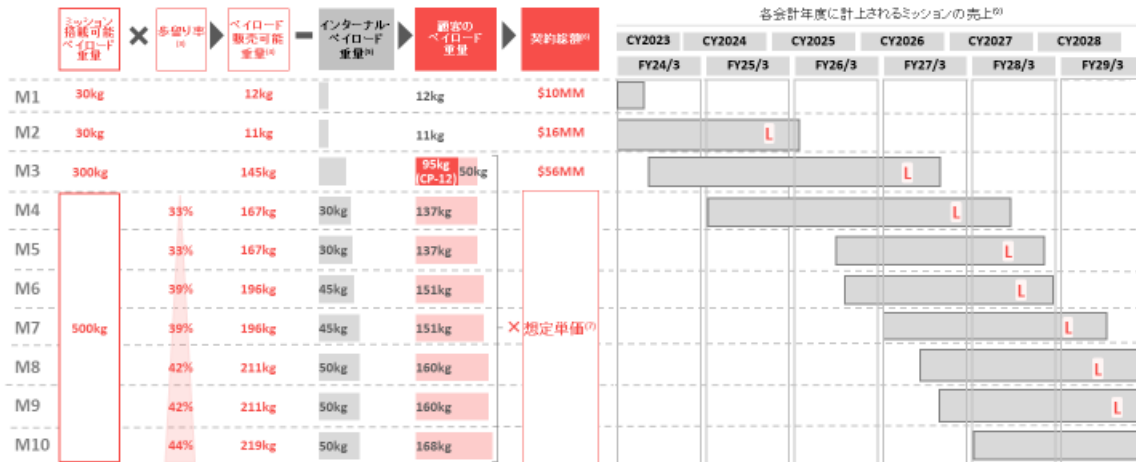 各会計年度に計上されるミッションの売上⁽⁹⁾
ミッション
搭載可能
ペイロード
重量
×
歩留り率
⁽³⁾
ペイロード
販売可能
重量⁽⁴⁾
インターナル・
ペイロード
重量⁽⁵⁾
顧客の
ペイロード
重量
契約総額⁽⁶⁾
CY2023 CY2024 CY2025 CY2026 CY2027 CY2028
FY24/3 FY25/3 FY26/3 FY27/3 FY28/3 FY29/3
M1 30kg 12kg 12kg $10MM
M2 30kg 11kg 11kg $16MM L
M3 300kg 145kg 95kg (CP-12) 50kg $56MM L
M4 33% 167kg 30kg 137kg L
M5 33% 167kg 30kg 137kg L
M6 39% 196kg 45kg 151kg L
M7 500kg 39% 196kg 45kg 151kg ×想定単価⁽⁷⁾ L
M8 42% 211kg 50kg 160kg L
M9 42% 211kg 50kg 160kg L
M10 44% 219kg 50kg 168kg